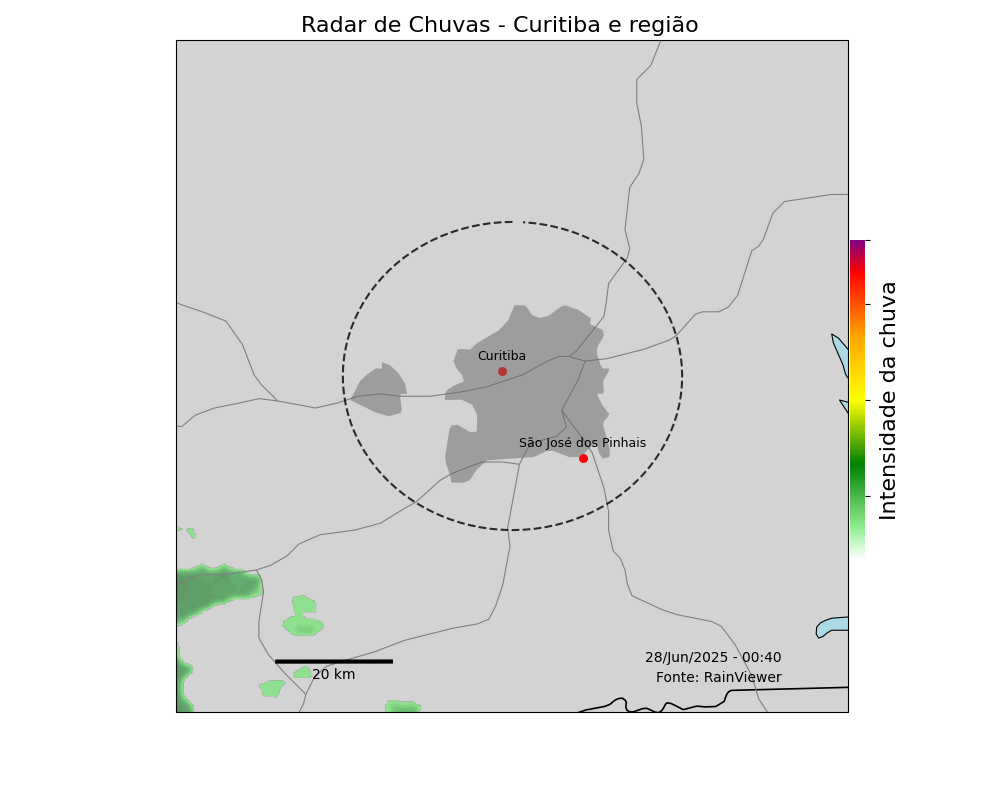 Radar de Chuvas - Curitiba e região
Curitiba
São José dos Pinhais
Intensidade da chuva
20 km
28/Jun/2025 - 00:40
Fonte: RainViewer